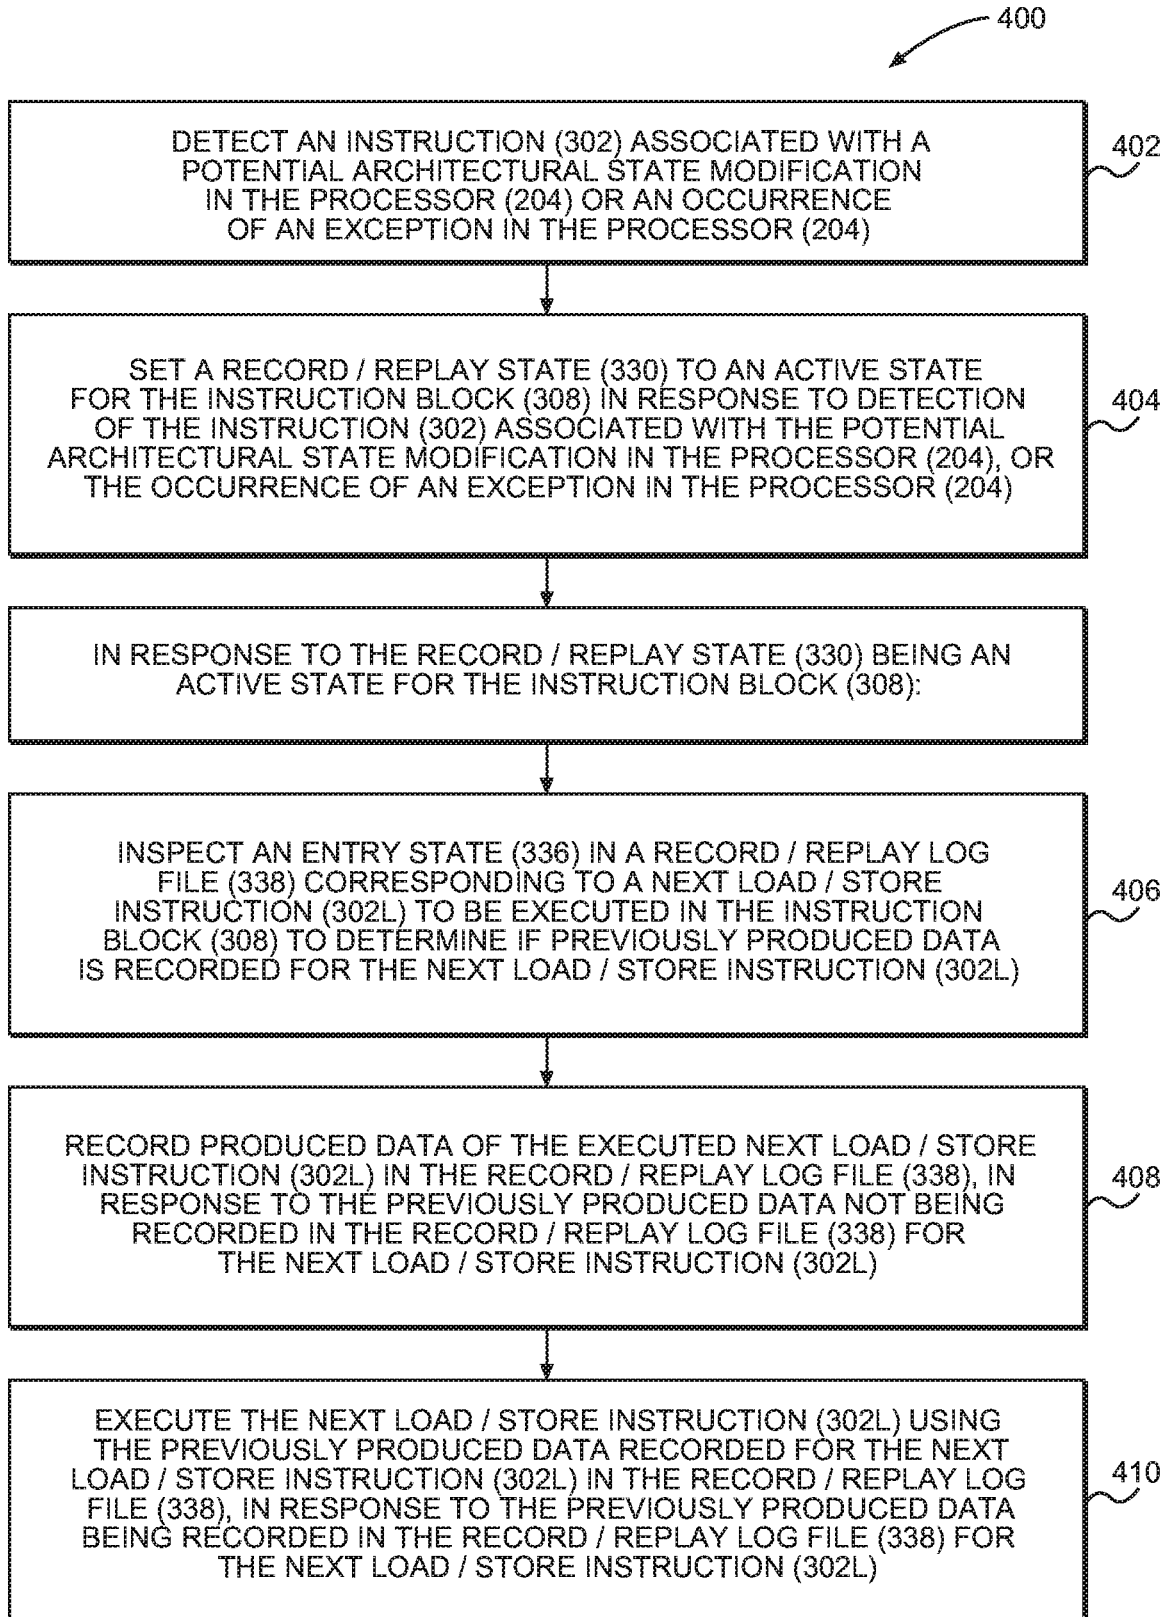 400
DETECT AN INSTRUCTION (302) ASSOCIATED WITH A
POTENTIAL ARCHITECTURAL STATE MODIFICATION
IN THE PROCESSOR (204) OR AN OCCURRENCE
OF AN EXCEPTION IN THE PROCESSOR (204)
402
SET A RECORD / REPLAY STATE (330) TO AN ACTIVE STATE
FOR THE INSTRUCTION BLOCK (308) IN RESPONSE TO DETECTION
OF THE INSTRUCTION (302) ASSOCIATED WITH THE POTENTIAL
ARCHITECTURAL STATE MODIFICATION IN THE PROCESSOR (204), OR
THE OCCURRENCE OF AN EXCEPTION IN THE PROCESSOR (204)
404
IN RESPONSE TO THE RECORD / REPLAY STATE (330) BEING AN
ACTIVE STATE FOR THE INSTRUCTION BLOCK (308):
INSPECT AN ENTRY STATE (336) IN A RECORD / REPLAY LOG
FILE (338) CORRESPONDING TO A NEXT LOAD / STORE
INSTRUCTION (302L) TO BE EXECUTED IN THE INSTRUCTION
BLOCK (308) TO DETERMINE IF PREVIOUSLY PRODUCED DATA
IS RECORDED FOR THE NEXT LOAD / STORE INSTRUCTION (302L)
406
RECORD PRODUCED DATA OF THE EXECUTED NEXT LOAD / STORE
INSTRUCTION (302L) IN THE RECORD / REPLAY LOG FILE (338), IN
RESPONSE TO THE PREVIOUSLY PRODUCED DATA NOT BEING
RECORDED IN THE RECORD / REPLAY LOG FILE (338) FOR
THE NEXT LOAD / STORE INSTRUCTION (302L)
408
EXECUTE THE NEXT LOAD / STORE INSTRUCTION (302L) USING
THE PREVIOUSLY PRODUCED DATA RECORDED FOR THE NEXT
LOAD / STORE INSTRUCTION (302L) IN THE RECORD / REPLAY LOG
FILE (338), IN RESPONSE TO THE PREVIOUSLY PRODUCED DATA
BEING RECORDED IN THE RECORD / REPLAY LOG FILE (338) FOR
THE NEXT LOAD / STORE INSTRUCTION (302L)
410